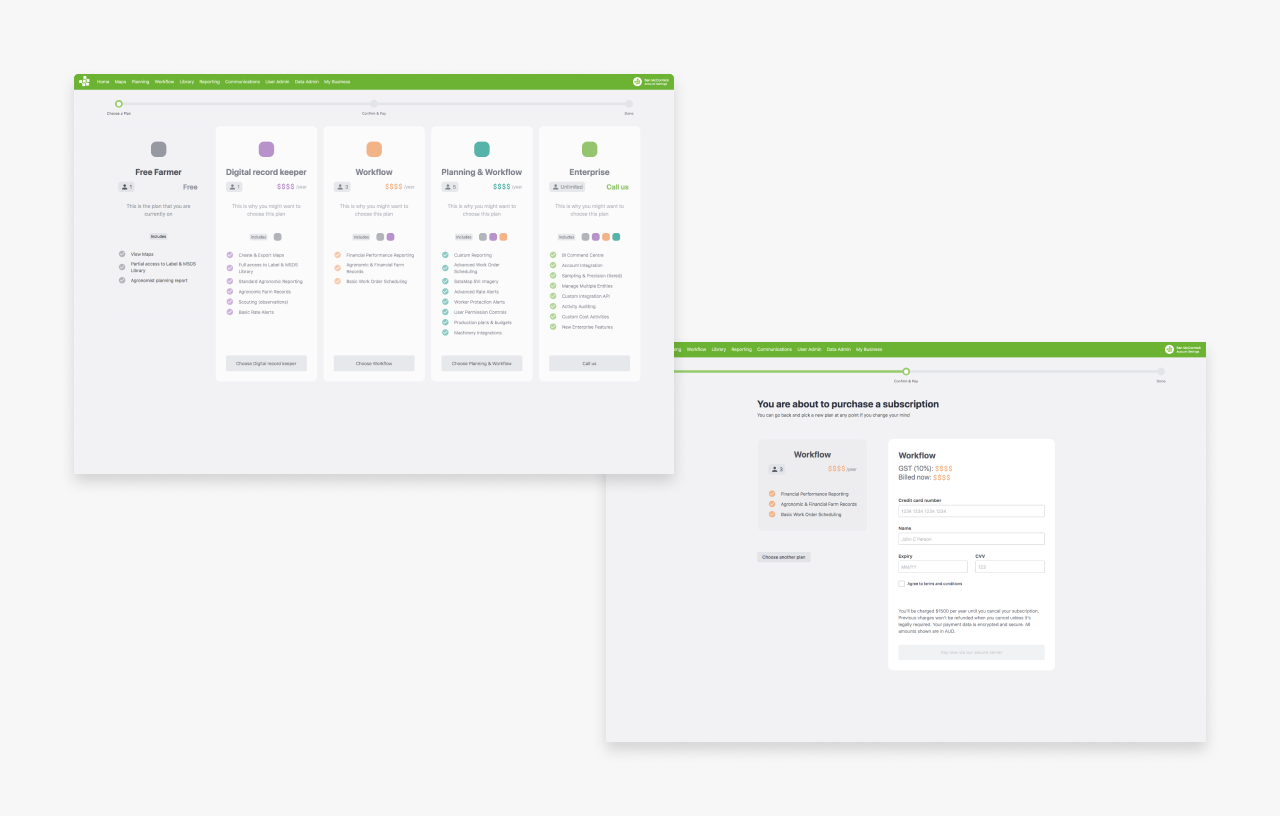 Home Maps Planning Workflow Library Reporting Communications User Admin Data Admin My Business
Account Settings
Choose a Plan
Confirm & Pay
Done
Free Farmer
1
Free
This is the plan that you are
currently on
Includes
View Maps
Partial access to Label & MSDS
Library
Agronomist planning report
Digital record keeper
1
$$$$ /year
This is why you might want to
choose this plan
Includes
Create & Export Maps
Full access to Label & MSDS
Library
Standard Agronomic Reporting
Agronomic Farm Records
Scouting (observations)
Basic Rate Alerts
Choose Digital record keeper
Workflow
3
$$$$ /year
This is why you might want to
choose this plan
Includes
Financial Performance Reporting
Agronomic & Financial Farm
Records
Basic Work Order Scheduling
Choose Workflow
Planning & Workflow
5
$$$$ /year
This is why you might want to
choose this plan
Includes
Custom Reporting
Advanced Work Order
Scheduling
DataMap SVI Imagery
Advanced Rate Alerts
Worker Protection Alerts
User Permission Controls
Production plans & budgets
Machinery Integrations
Choose Planning & Workflow
Enterprise
Unlimited
Call us
This is why you might want to
choose this plan
Includes
BI Command Centre
Account Integration
Sampling & Precision (tiered)
Manage Multiple Entities
Custom Integration API
Activity Auditing
Custom Cost Activities
New Enterprise Features
Call us
ing Workflow Library Reporting Communications User Admin Data Admin My Business
Account Settings
Confirm & Pay
Done
You are about to purchase a subscription
You can go back and pick a new plan at any point if you change your mind
Workflow
3
$$$$ /year
Financial Performance Reporting
Agronomic & Financial Farm Records
Basic Work Order Scheduling
Choose another plan
Workflow
GST (10%): $$$$
Billed now: $$$$
Credit card number
1234 1234 1234 1234
Name
John C Person
Expiry
CVV
MM/YY
123
Agree to terms and conditions
You'll be charged $1500 per year until you cancel your subscription.
Previous charges won't be refunded when you cancel unless it's
legally required. Your payment data is encrypted and secure. All
amounts shown are in AUD.
Pay now via our secure server